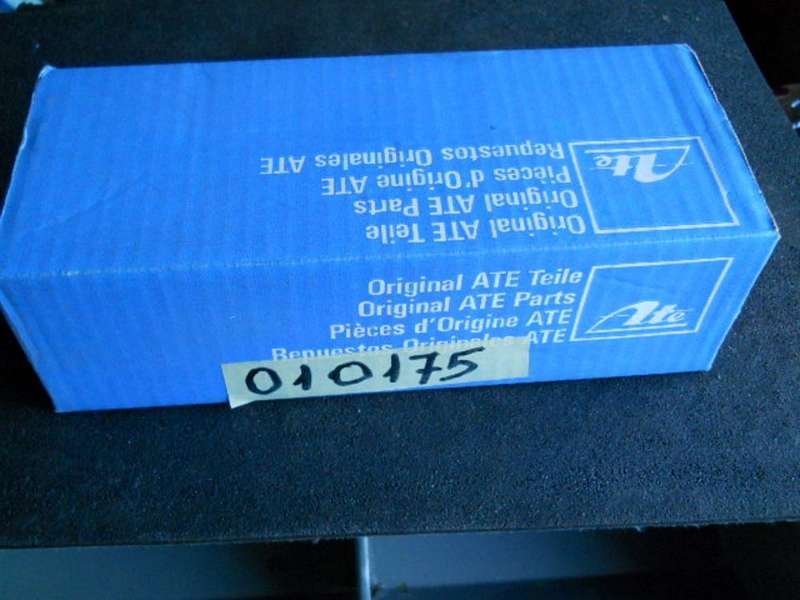 Repuestos Originales ATE
Pièces d'Origine ATE
Original ATE Parts
Original ATE Teile
Ate
Original ATE Teile
Original ATE Parts
Pièces d'Origine ATE
Repuestos Originales ATE
Ate
010175